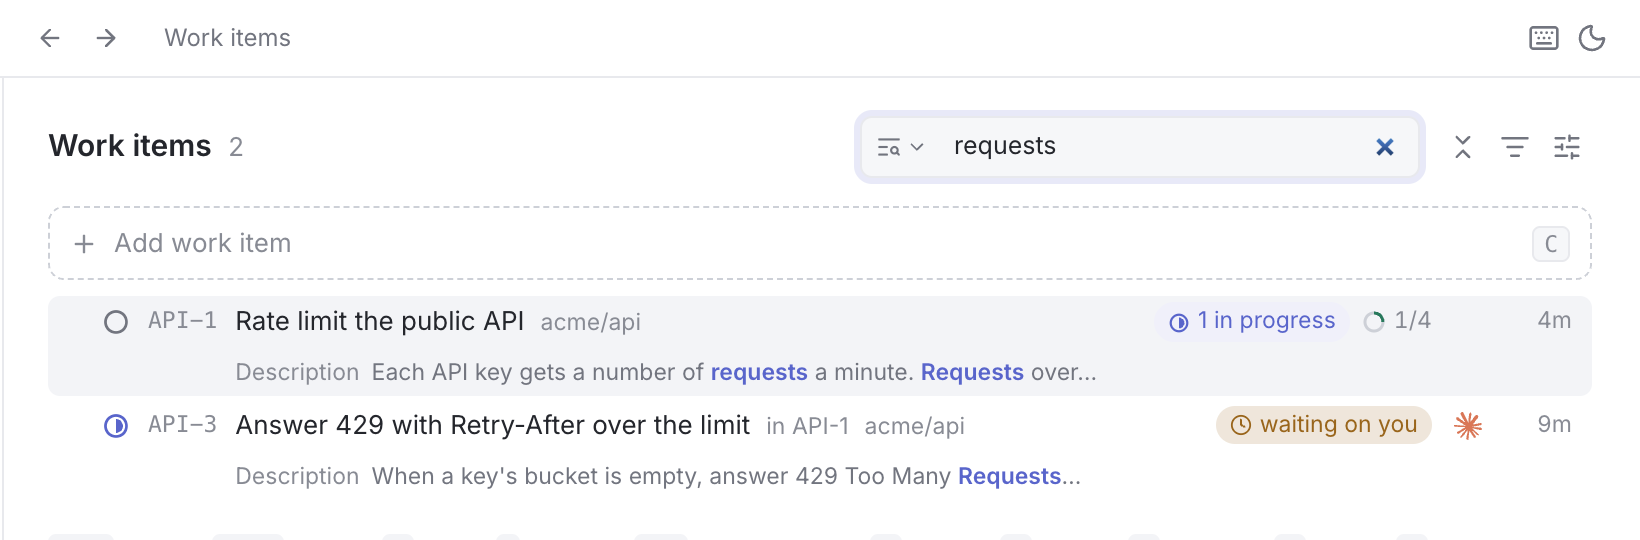 Work items
Work items 2
requests
Add work item C
API-1 Rate limit the public API acme/api 1 in progress 1/4 4m
Description Each API key gets a number of requests a minute. Requests over...
API-3 Answer 429 with Retry-After over the limit in API-1 acme/api waiting on you 9m
Description When a key's bucket is empty, answer 429 Too Many Requests...